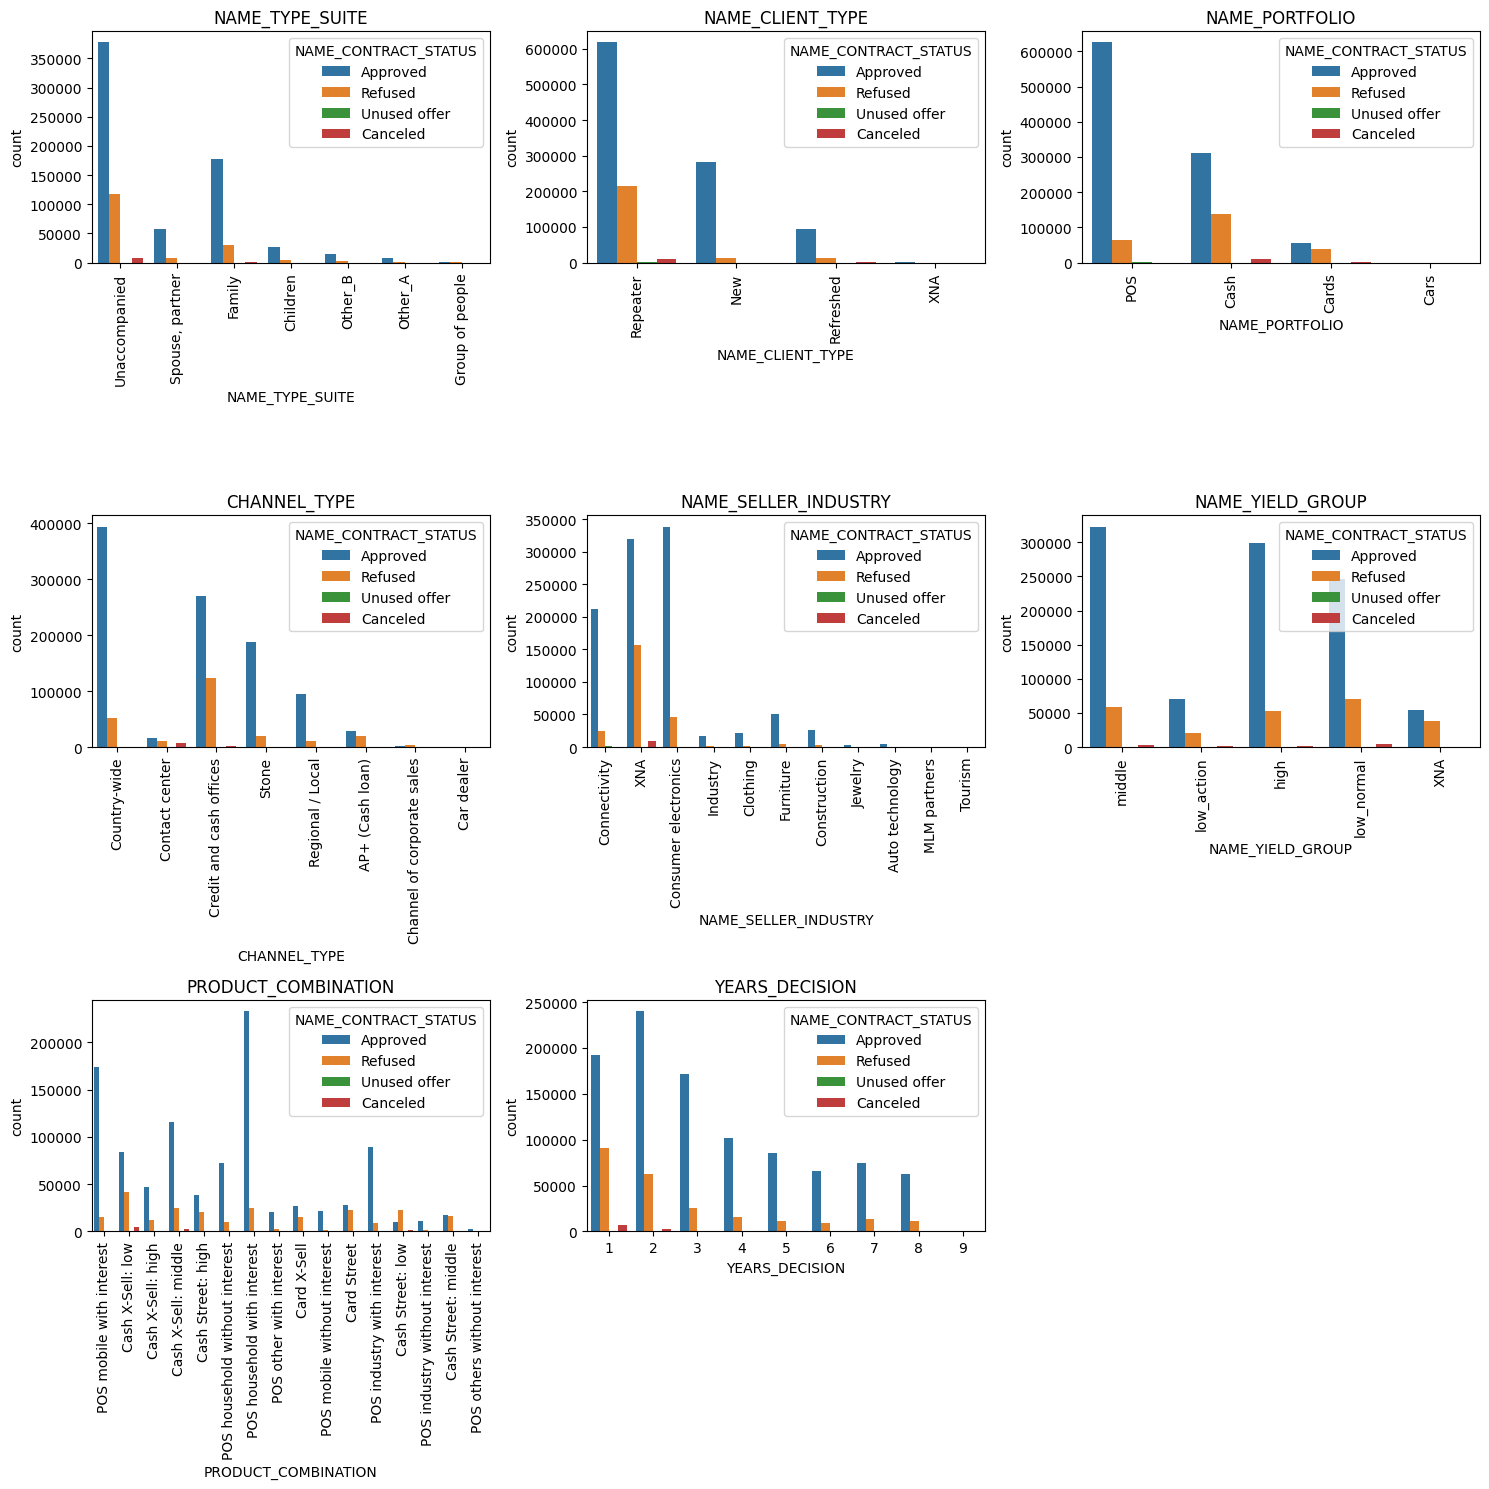 NAME_TYPE_SUITE
count
350000
300000
250000
200000
150000
100000
50000
0
NAME_CONTRACT_STATUS
Approved
Refused
Unused offer
Canceled
Unaccompanied
Spouse, partner
Family
Children
Other_B
Other_A
Group of people
NAME_TYPE_SUITE
NAME_CLIENT_TYPE
count
600000
500000
400000
300000
200000
100000
0
NAME_CONTRACT_STATUS
Approved
Refused
Unused offer
Canceled
Repeater
New
Refreshed
XNA
NAME_CLIENT_TYPE
NAME_PORTFOLIO
count
600000
500000
400000
300000
200000
100000
0
NAME_CONTRACT_STATUS
Approved
Refused
Unused offer
Canceled
POS
Cash
Cards
Cars
NAME_PORTFOLIO
CHANNEL_TYPE
count
400000
300000
200000
100000
0
NAME_CONTRACT_STATUS
Approved
Refused
Unused offer
Canceled
Country-wide
Contact center
Credit and cash offices
Stone
Regional / Local
AP+ (Cash loan)
Channel of corporate sales
Car dealer
CHANNEL_TYPE
NAME_SELLER_INDUSTRY
count
350000
300000
250000
200000
150000
100000
50000
0
NAME_CONTRACT_STATUS
Approved
Refused
Unused offer
Canceled
Connectivity
XNA
Consumer electronics
Industry
Clothing
Furniture
Construction
Jewelry
Auto technology
MLM partners
Tourism
NAME_SELLER_INDUSTRY
NAME_YIELD_GROUP
count
300000
250000
200000
150000
100000
50000
0
NAME_CONTRACT_STATUS
Approved
Refused
Unused offer
Canceled
middle
low_action
high
low_normal
XNA
NAME_YIELD_GROUP
PRODUCT_COMBINATION
count
200000
150000
100000
50000
0
NAME_CONTRACT_STATUS
Approved
Refused
Unused offer
Canceled
POS mobile with interest
Cash X-Sell: low
Cash X-Sell: high
Cash X-Sell: middle
Cash Street: high
POS household without interest
POS household with interest
POS other with interest
Card X-Sell
POS mobile without interest
Card Street
POS industry with interest
Cash Street: low
POS industry without interest
Cash Street: middle
POS others without interest
PRODUCT_COMBINATION
YEARS_DECISION
count
250000
200000
150000
100000
50000
0
NAME_CONTRACT_STATUS
Approved
Refused
Unused offer
Canceled
1 2 3 4 5 6 7 8 9
YEARS_DECISION